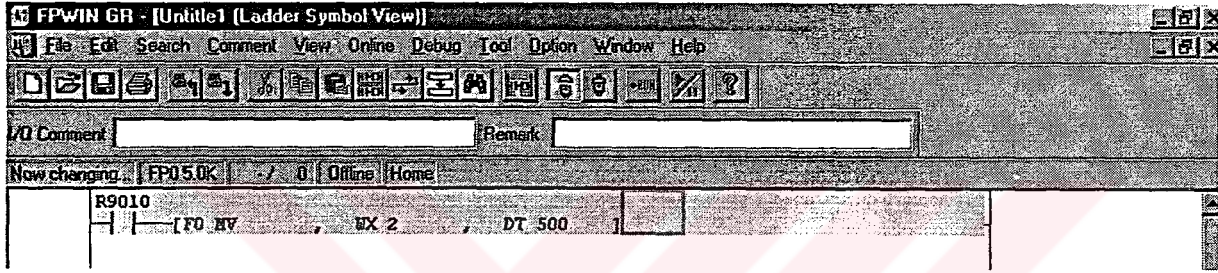 FPWIN GR - [Untitle1 (Ladder Symbol View)]
File Edit Search Comment View Online Debug Tool Option Window Help
I/O Comment Remark
Now changing... FP0 5.0K - / 0 Offline Home
R9010
[F0 MV , WX 2 , DT 500 ]